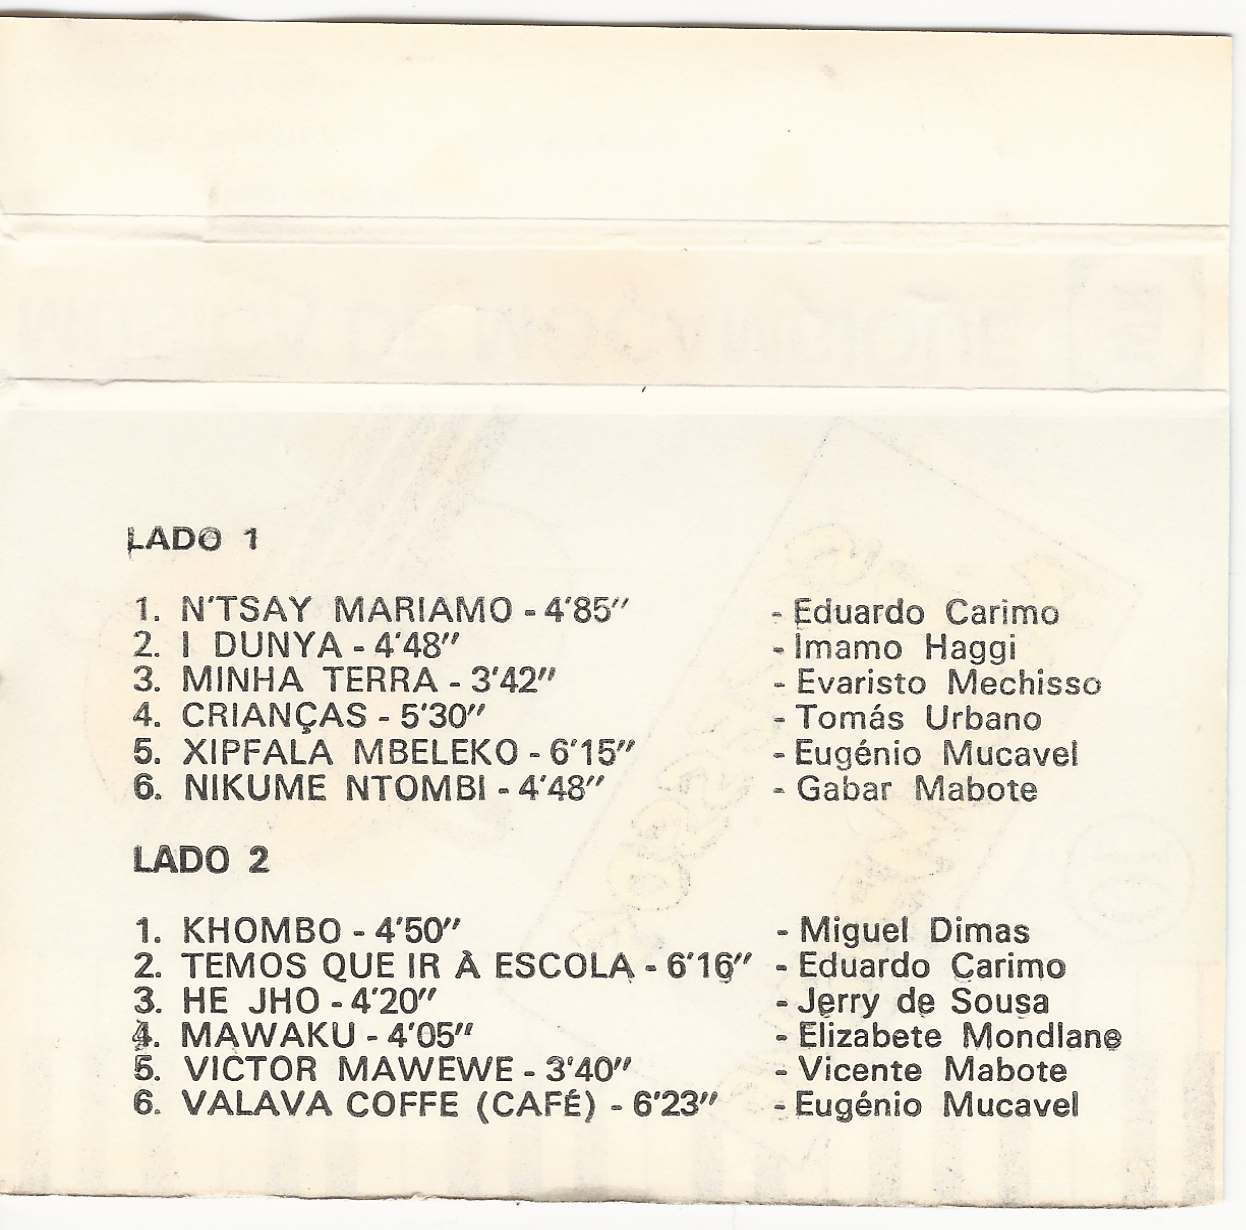 LADO 1
1. N'TSAY MARIAMO - 4'85" - Eduardo Carimo
2. I DUNYA - 4'48" - Imamo Haggi
3. MINHA TERRA - 3'42" - Evaristo Mechisso
4. CRIANÇAS - 5'30" - Tomás Urbano
5. XIPFALA MBELEKO - 6'15" - Eugénio Mucavel
6. NIKUME NTOMBI - 4'48" - Gabar Mabote
LADO 2
1. KHOMBO - 4'50" - Miguel Dimas
2. TEMOS QUE IR À ESCOLA - 6'16" - Eduardo Carimo
3. HE JHO - 4'20" - Jerry de Sousa
4. MAWAKU - 4'05" - Elizabete Mondlane
5. VICTOR MAWEWE - 3'40" - Vicente Mabote
6. VALAVA COFFE (CAFÉ) - 6'23" - Eugénio Mucavel